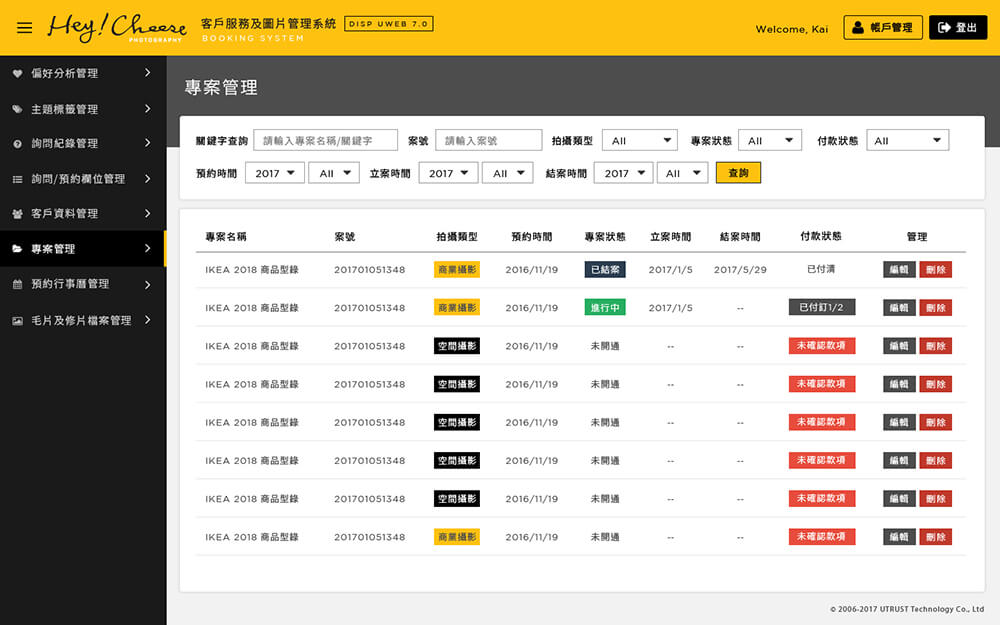 Hey! Cheese
PHOTOGRAPHY
客戶服務及圖片管理系統
DISP UWEB 7.0
BOOKING SYSTEM
Welcome, Kai
帳戶管理
登出
偏好分析管理
主題標籤管理
詢問紀錄管理
詢問/預約欄位管理
客戶資料管理
專案管理
預約行事曆管理
毛片及修片檔案管理
專案管理
關鍵字查詢 請輸入專案名稱/關鍵字 案號 請輸入案號 拍攝類型 All 專案狀態 All 付款狀態 All
預約時間 2017 All 立案時間 2017 All 結案時間 2017 All 查詢
專案名稱 案號 拍攝類型 預約時間 專案狀態 立案時間 結案時間 付款狀態 管理
IKEA 2018 商品型錄 201701051348 商業攝影 2016/11/19 已結案 2017/1/5 2017/5/29 已付清 編輯 刪除
IKEA 2018 商品型錄 201701051348 商業攝影 2016/11/19 進行中 2017/1/5 -- 已付訂1/2 編輯 刪除
IKEA 2018 商品型錄 201701051348 空間攝影 2016/11/19 未開通 -- -- 未確認款項 編輯 刪除
IKEA 2018 商品型錄 201701051348 空間攝影 2016/11/19 未開通 -- -- 未確認款項 編輯 刪除
IKEA 2018 商品型錄 201701051348 空間攝影 2016/11/19 未開通 -- -- 未確認款項 編輯 刪除
IKEA 2018 商品型錄 201701051348 空間攝影 2016/11/19 未開通 -- -- 未確認款項 編輯 刪除
IKEA 2018 商品型錄 201701051348 空間攝影 2016/11/19 未開通 -- -- 未確認款項 編輯 刪除
IKEA 2018 商品型錄 201701051348 商業攝影 2016/11/19 未開通 -- -- 未確認款項 編輯 刪除
© 2006-2017 UTRUST Technology Co., Ltd